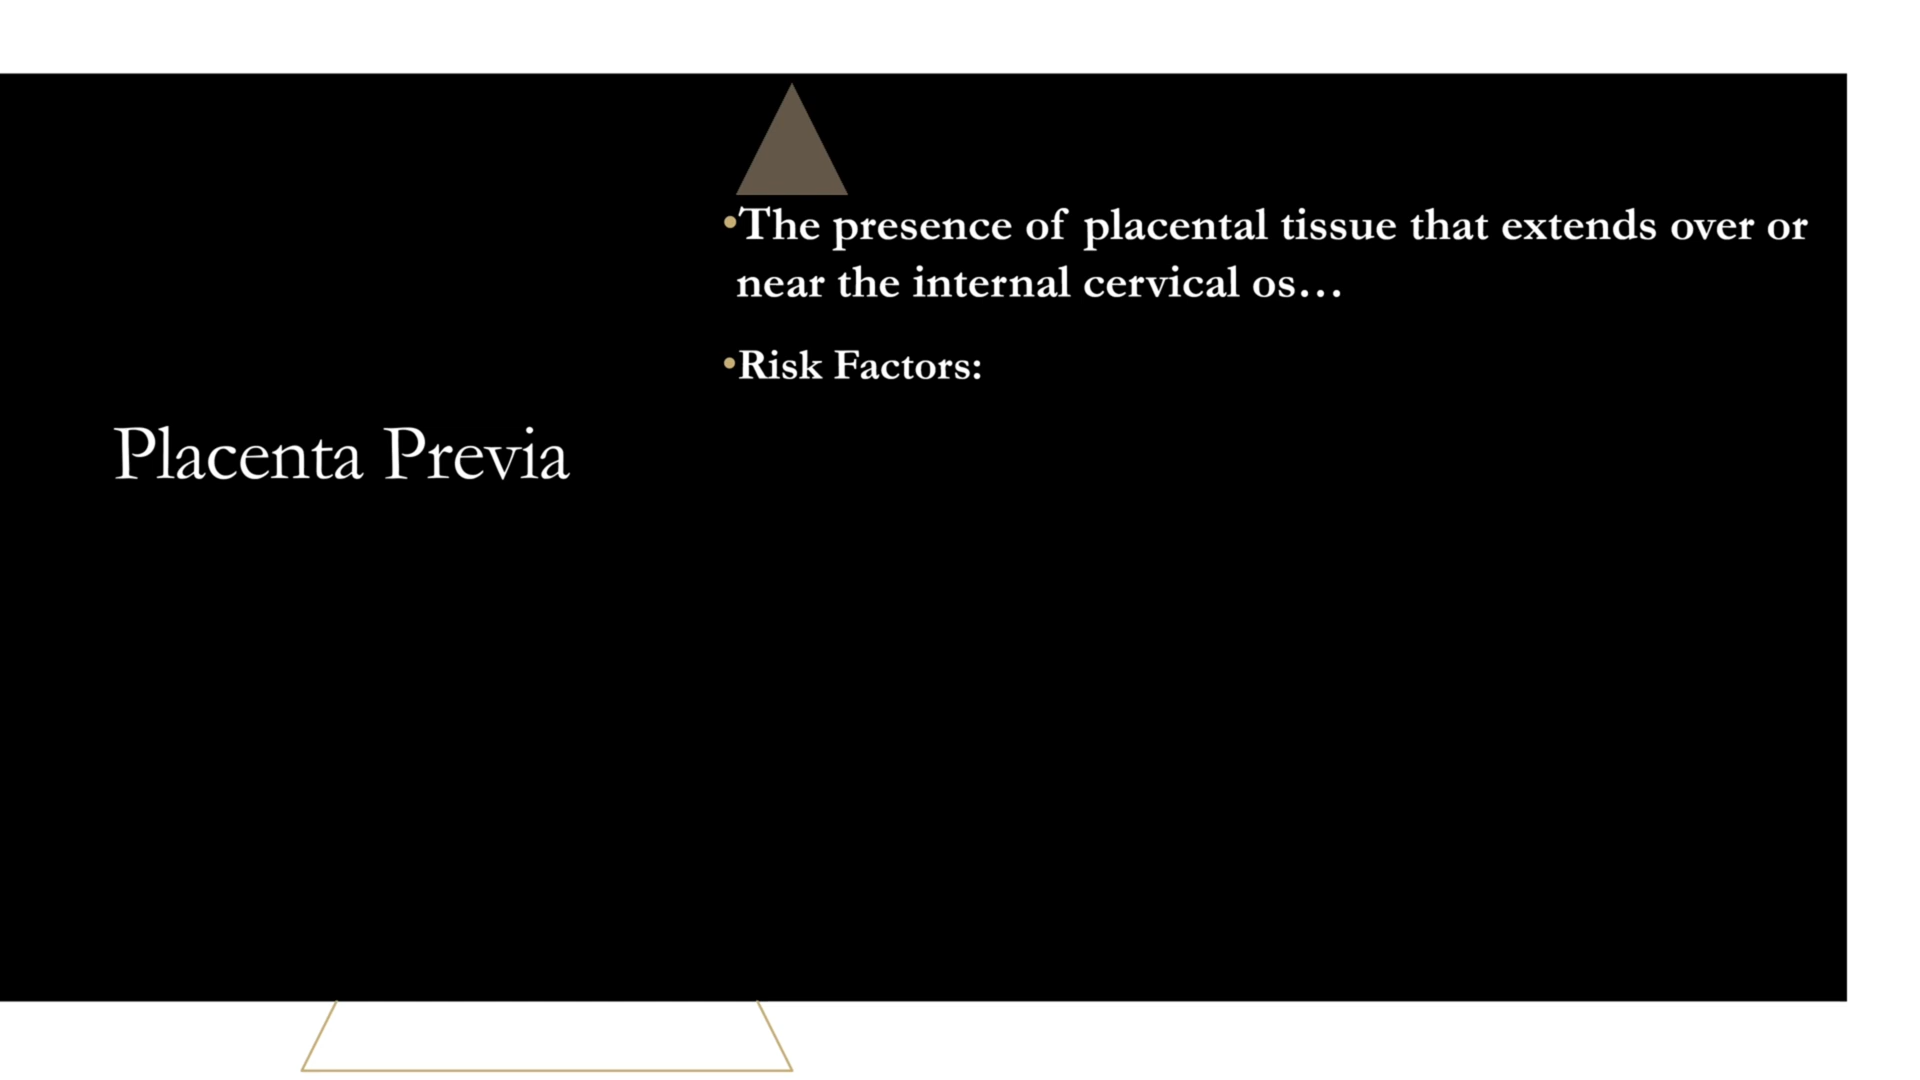 Placenta Previa
•The presence of placental tissue that extends over or
near the internal cervical os…
•Risk Factors: